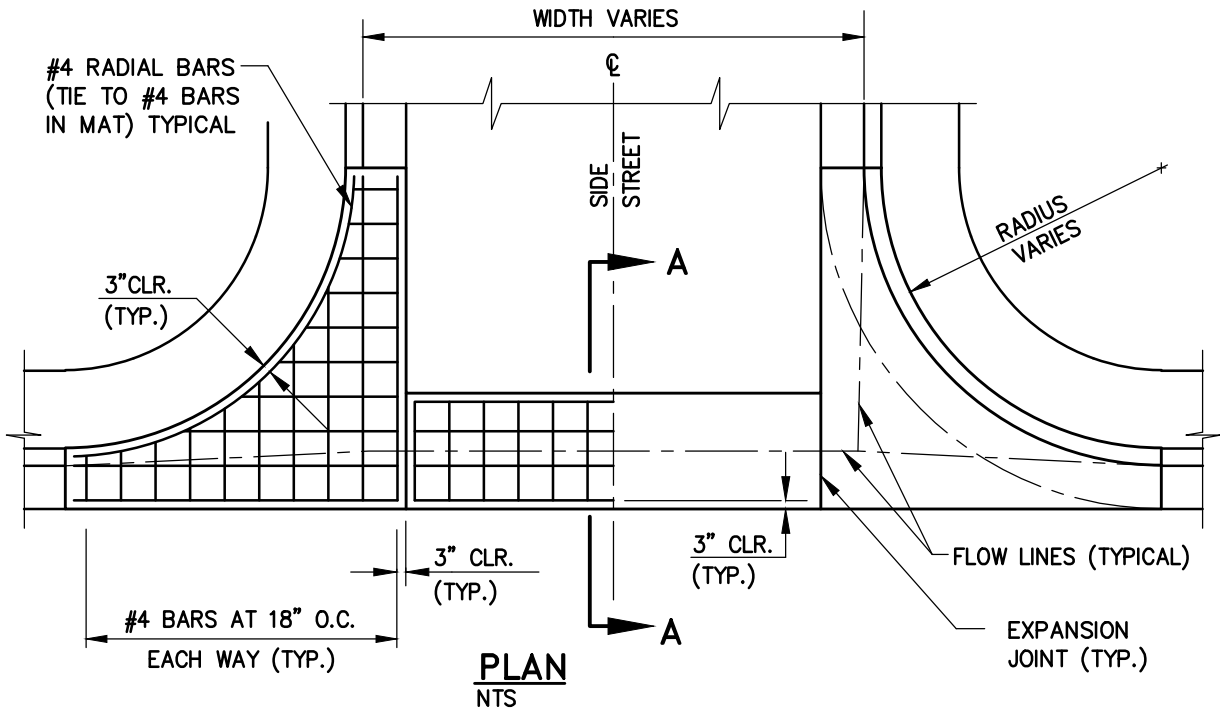 WIDTH VARIES
℄
#4 RADIAL BARS
(TIE TO #4 BARS
IN MAT) TYPICAL
SIDE
STREET
RADIUS
VARIES
A
3"CLR.
(TYP.)
3" CLR.
(TYP.)
3" CLR.
(TYP.)
FLOW LINES (TYPICAL)
#4 BARS AT 18" O.C.
EACH WAY (TYP.)
A
EXPANSION
JOINT (TYP.)
PLAN
NTS